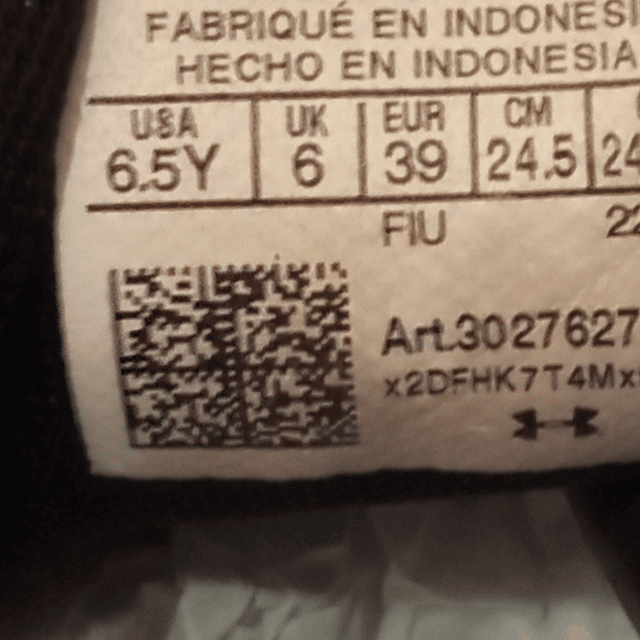 FABRIQUÉ EN INDONESI
HECHO EN INDONESIA
USA UK EUR CM
6.5Y 6 39 24.5 24
FIU 22
Art.3027627
x2DFHK7T4Mx